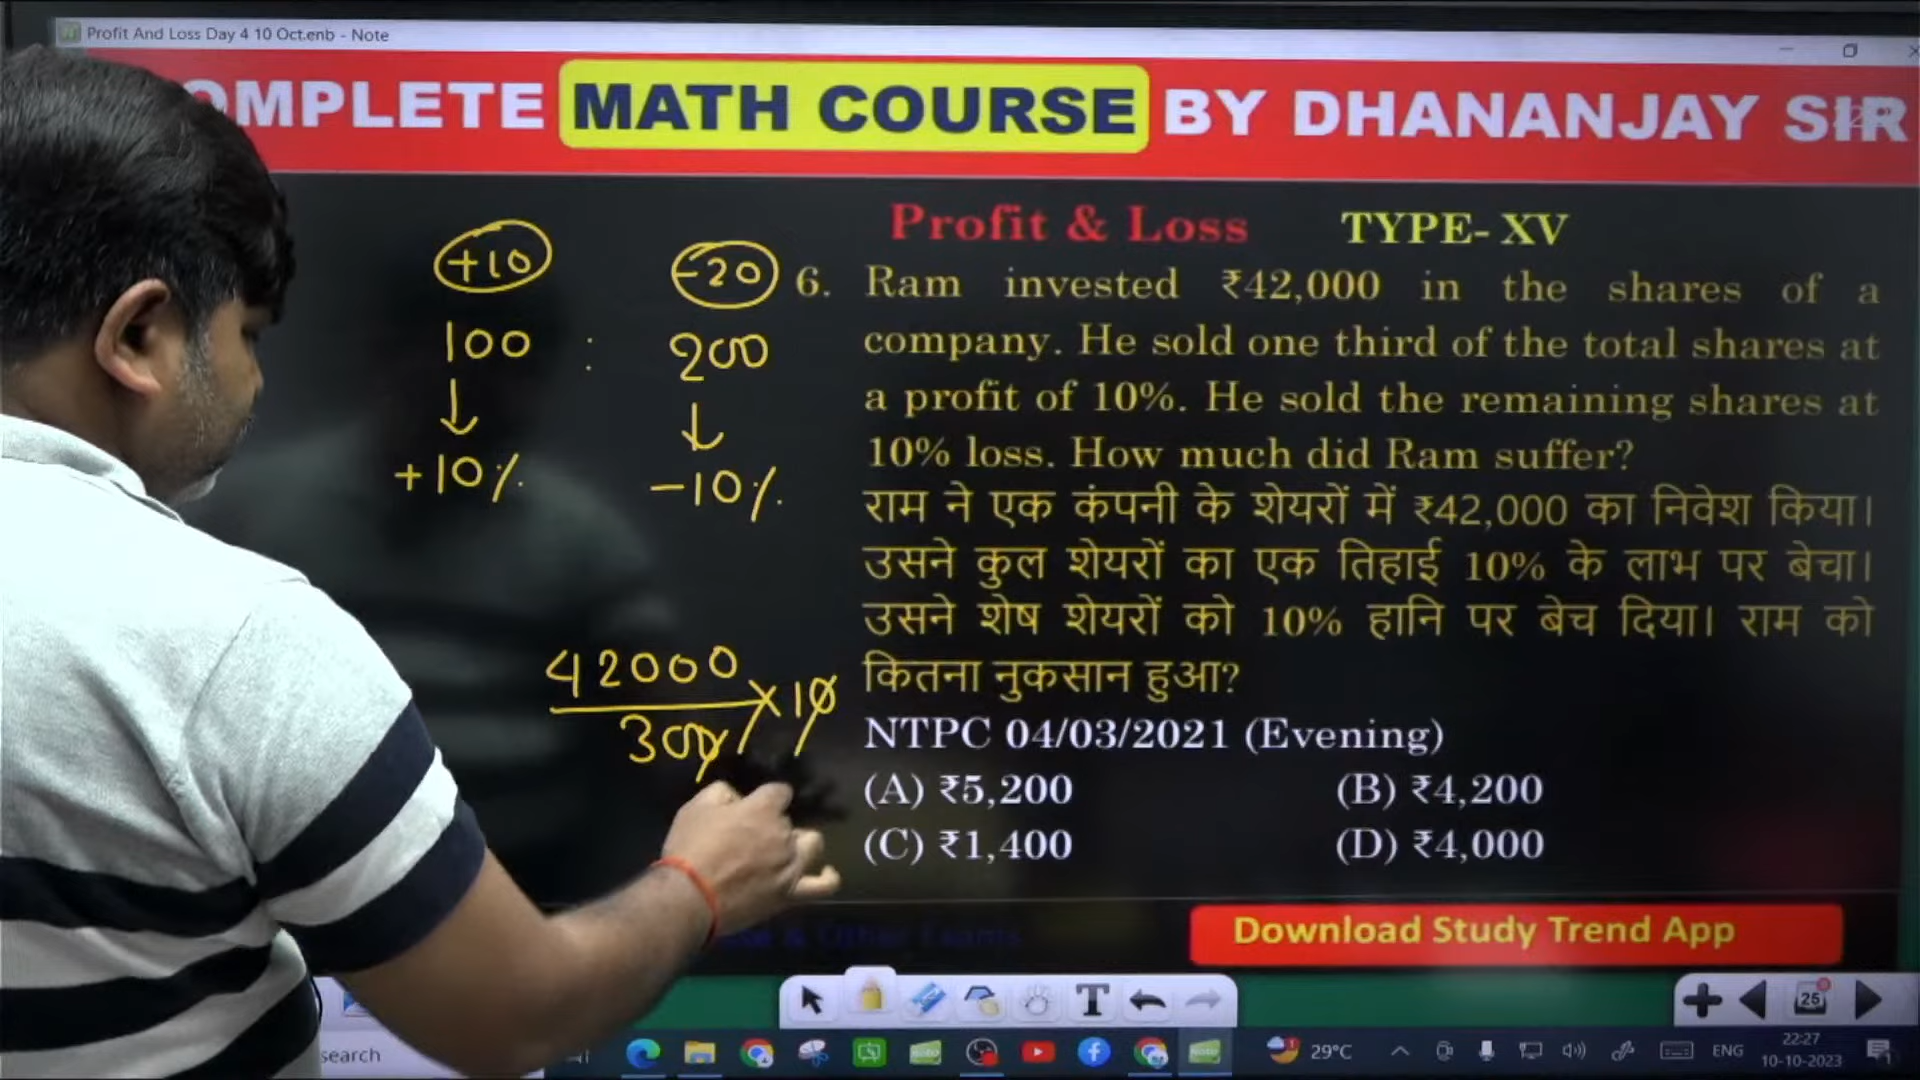 Profit And Loss Day 4 10 Oct.enb - Note
OMPLETE MATH COURSE BY DHANANJAY SIR
Profit & Loss TYPE- XV
6. Ram invested ₹42,000 in the shares of a
company. He sold one third of the total shares at
a profit of 10%. He sold the remaining shares at
10% loss. How much did Ram suffer?
राम ने एक कंपनी के शेयरों में ₹42,000 का निवेश किया।
उसने कुल शेयरों का एक तिहाई 10% के लाभ पर बेचा।
उसने शेष शेयरों को 10% हानि पर बेच दिया। राम को
कितना नुकसान हुआ?
NTPC 04/03/2021 (Evening)
(A) ₹5,200 (B) ₹4,200
(C) ₹1,400 (D) ₹4,000
+10 -20
100 : 200
+10% -10%
42000
300 ×10
Download Study Trend App
T
25
search
29°C
ENG
22:27
10-10-2023